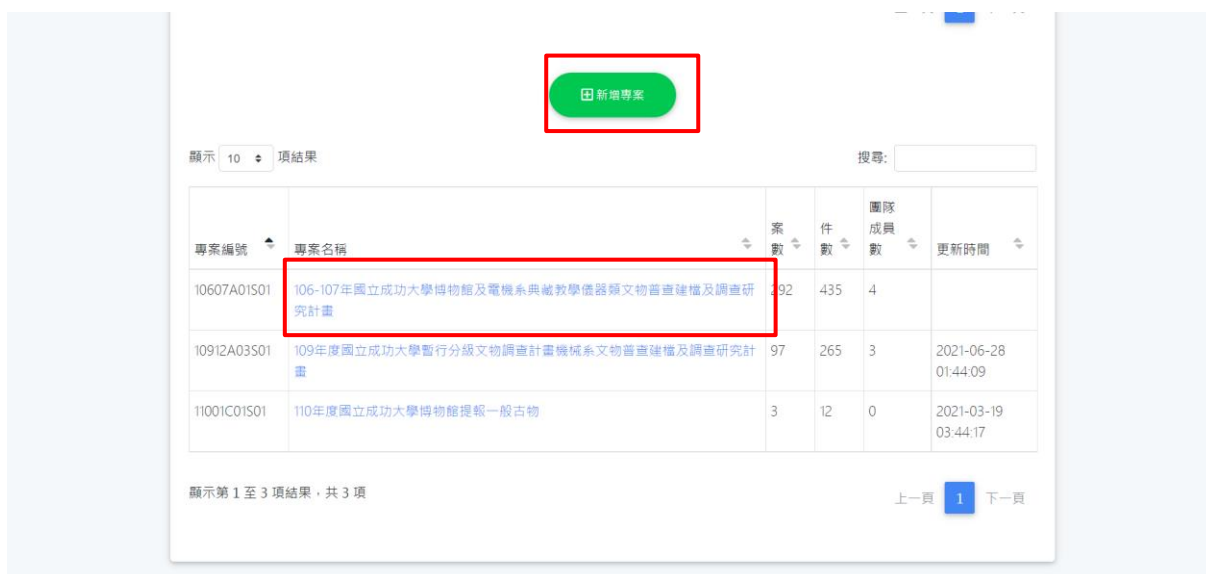 新增專案
顯示 10 項結果
搜尋:
專案編號
專案名稱
案
數
件
數
團隊
成員
數
更新時間
10607A01S01
106-107年國立成功大學博物館及電機系典藏教學儀器類文物普查建檔及調查研
究計畫
292
435
4
10912A03S01
109年度國立成功大學暫行分級文物調查計畫機械系文物普查建檔及調查研究計
畫
97
265
3
2021-06-28
01:44:09
11001C01S01
110年度國立成功大學博物館提報一般古物
3
12
0
2021-03-19
03:44:17
顯示第 1 至 3 項結果，共 3 項
上一頁 1 下一頁